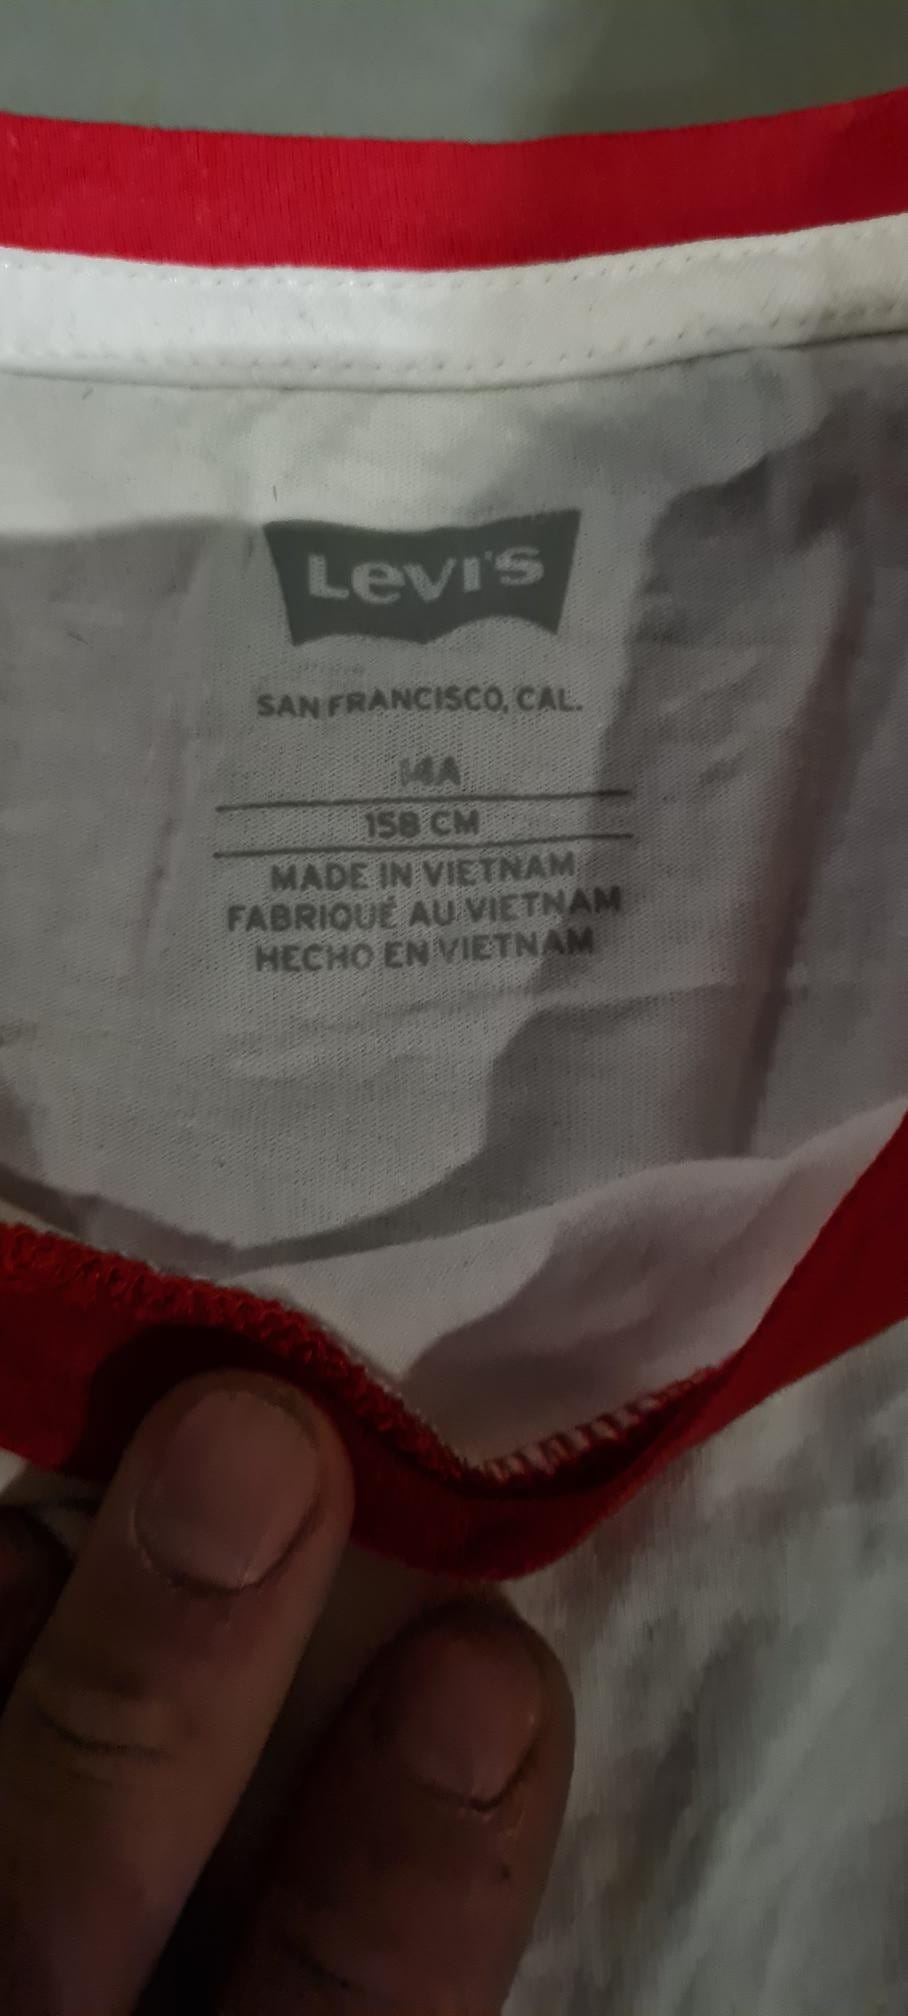 Levi's
SAN FRANCISCO, CAL.
14A
158 CM
MADE IN VIETNAM
FABRIQUÉ AU VIETNAM
HECHO EN VIETNAM